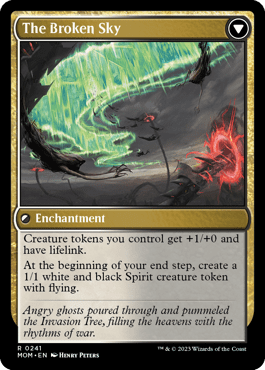 The Broken Sky
Enchantment
Creature tokens you control get +1/+0 and
have lifelink.
At the beginning of your end step, create a
1/1 white and black Spirit creature token
with flying.
Angry ghosts poured through and pummeled
the Invasion Tree, filling the heavens with the
rhythms of war.
R 0241
MOM • EN HENRY PETERS
™ & © 2023 Wizards of the Coast